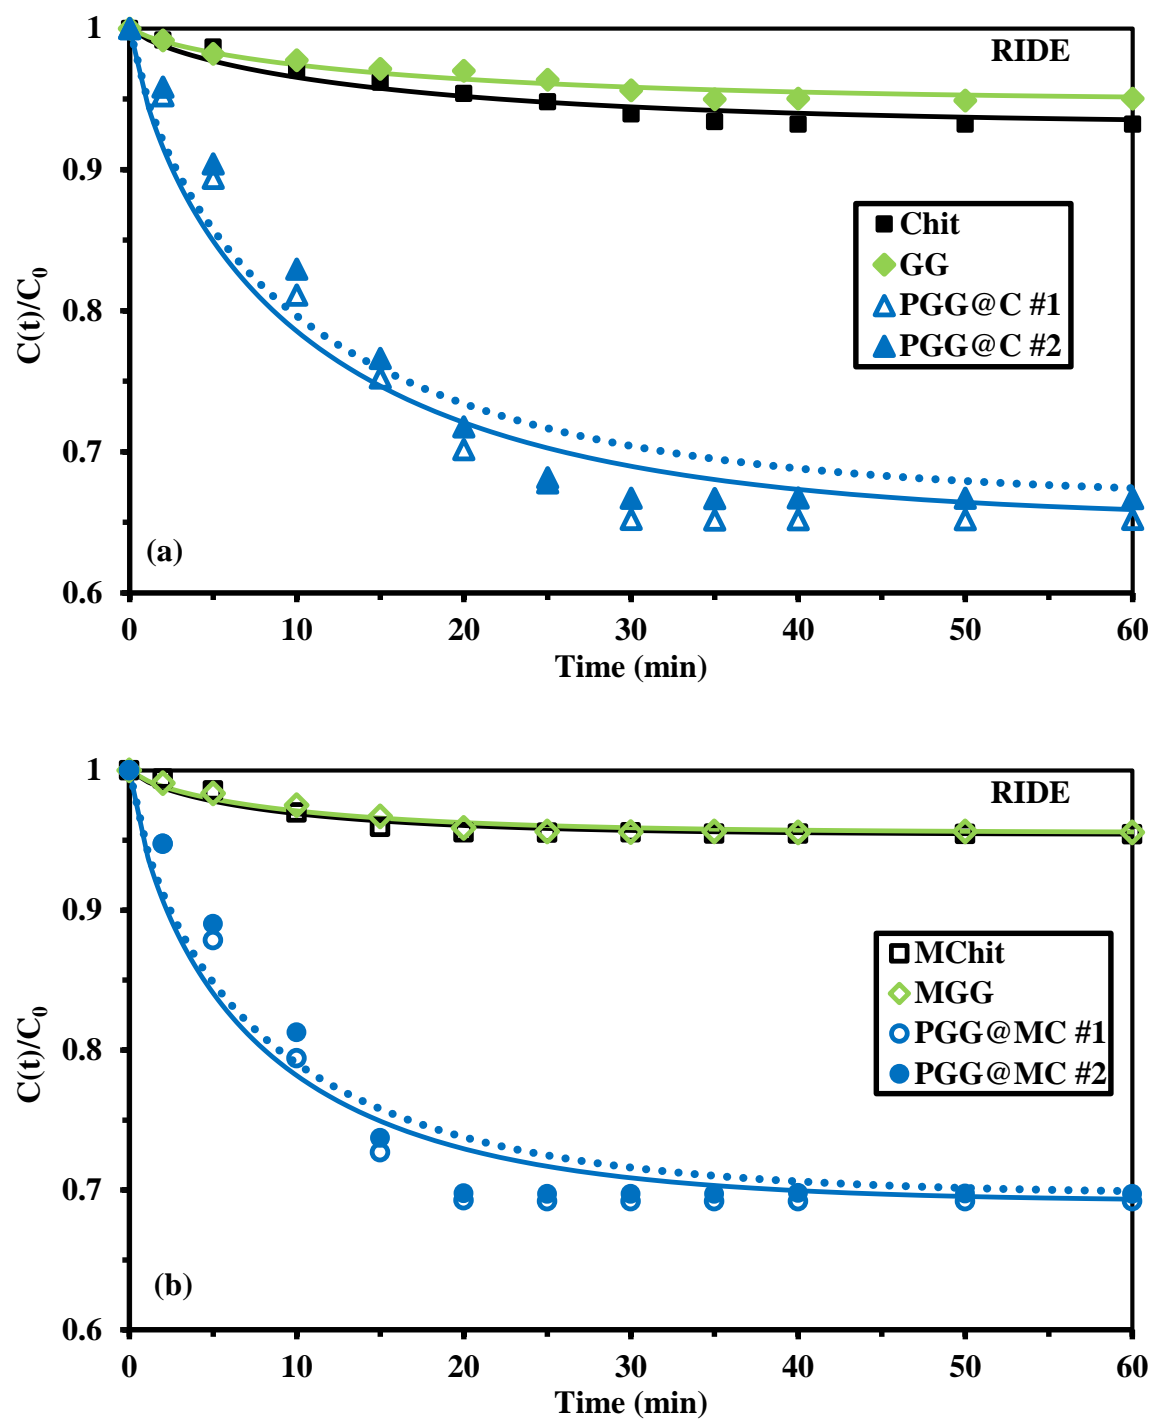 1
RIDE
0.9
Chit
GG
PGG@C #1
PGG@C #2
C(t)/C0
0.8
0.7
(a)
0.6
0 10 20 30 40 50 60
Time (min)
1
RIDE
0.9
MChit
MGG
PGG@MC #1
PGG@MC #2
C(t)/C0
0.8
0.7
(b)
0.6
0 10 20 30 40 50 60
Time (min)